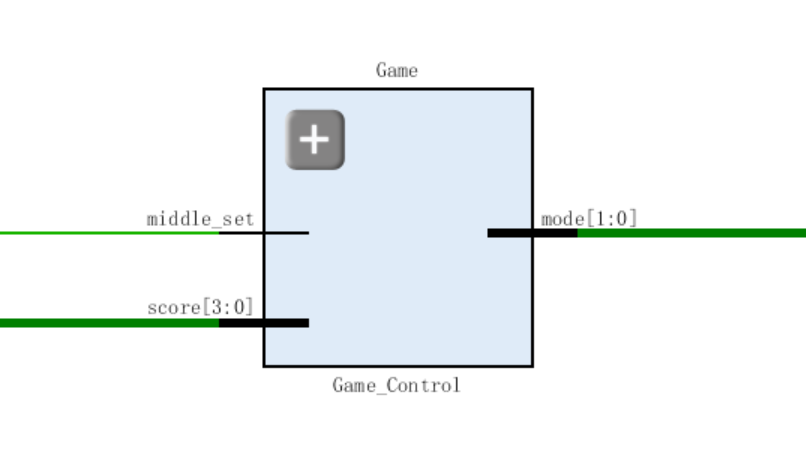 Game
middle_set
mode[1:0]
score[3:0]
Game_Control